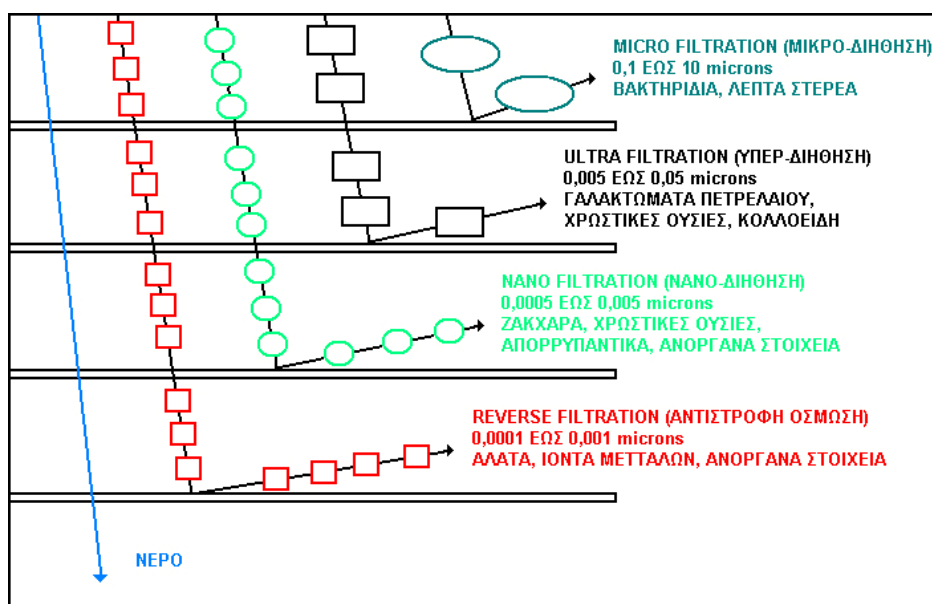 MICRO FILTRATION (ΜΙΚΡΟ-ΔΙΗΘΗΣΗ)
0,1 ΕΩΣ 10 microns
ΒΑΚΤΗΡΙΔΙΑ, ΛΕΠΤΑ ΣΤΕΡΕΑ
ULTRA FILTRATION (ΥΠΕΡ-ΔΙΗΘΗΣΗ)
0,005 ΕΩΣ 0,05 microns
ΓΑΛΑΚΤΩΜΑΤΑ ΠΕΤΡΕΛΑΙΟΥ,
ΧΡΩΣΤΙΚΕΣ ΟΥΣΙΕΣ, ΚΟΛΛΟΕΙΔΗ
NANO FILTRATION (ΝΑΝΟ-ΔΙΗΘΗΣΗ)
0,0005 ΕΩΣ 0,005 microns
ΖΑΚΧΑΡΑ, ΧΡΩΣΤΙΚΕΣ ΟΥΣΙΕΣ,
ΑΠΟΡΡΥΠΑΝΤΙΚΑ, ΑΝΟΡΓΑΝΑ ΣΤΟΙΧΕΙΑ
REVERSE FILTRATION (ΑΝΤΙΣΤΡΟΦΗ ΟΣΜΩΣΗ)
0,0001 ΕΩΣ 0,001 microns
ΑΛΑΤΑ, ΙΟΝΤΑ ΜΕΤΤΑΛΩΝ, ΑΝΟΡΓΑΝΑ ΣΤΟΙΧΕΙΑ
ΝΕΡΟ